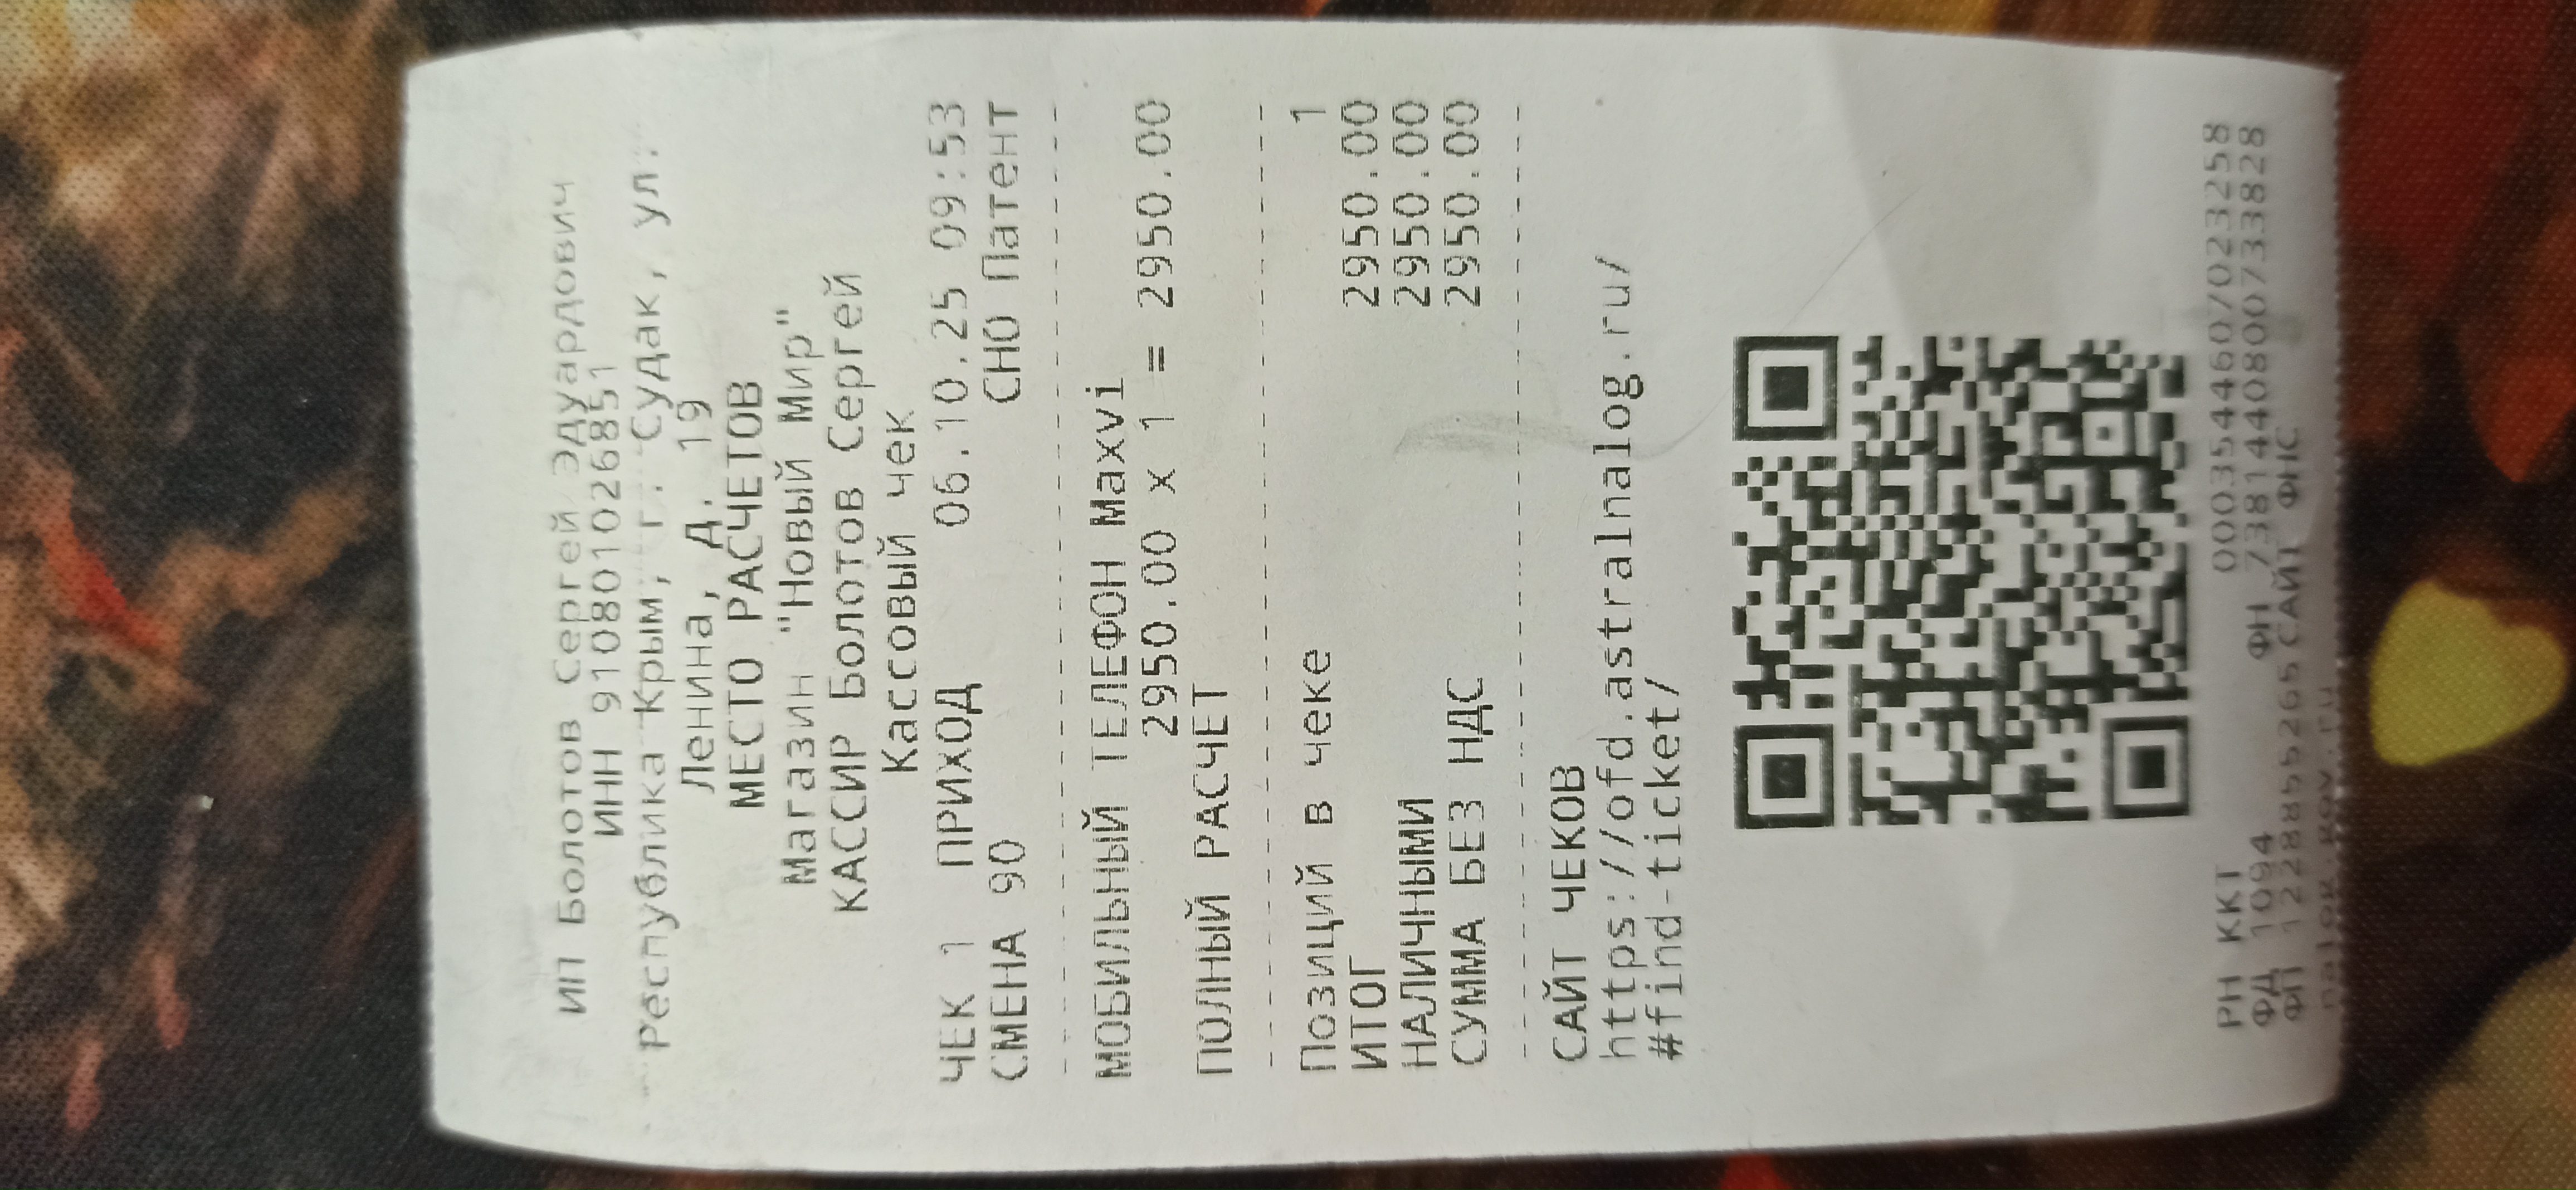 ИП Болотов Сергей Эдуардович
ИНН 910801026851
Республика Крым, г. Судак, ул.
Ленина, д. 19
МЕСТО РАСЧЕТОВ
Магазин "Новый Мир"
КАССИР Болотов Сергей
Кассовый чек
ЧЕК 1 ПРИХОД 06.10.25 09:53
СМЕНА 90 СНО Патент
МОБИЛЬНЫЙ ТЕЛЕФОН Maxvi
2950.00 x 1 = 2950.00
ПОЛНЫЙ РАСЧЕТ
Позиций в чеке 1
ИТОГ 2950.00
НАЛИЧНЫМИ 2950.00
СУММА БЕЗ НДС 2950.00
САЙТ ЧЕКОВ
https://ofd.astralnalog.ru/
#find-ticket/
РН ККТ 0003544607023258
ФД 1094 ФН 7381440800733828
ФП 1228855265 САЙТ ФНС
nalog.gov.ru